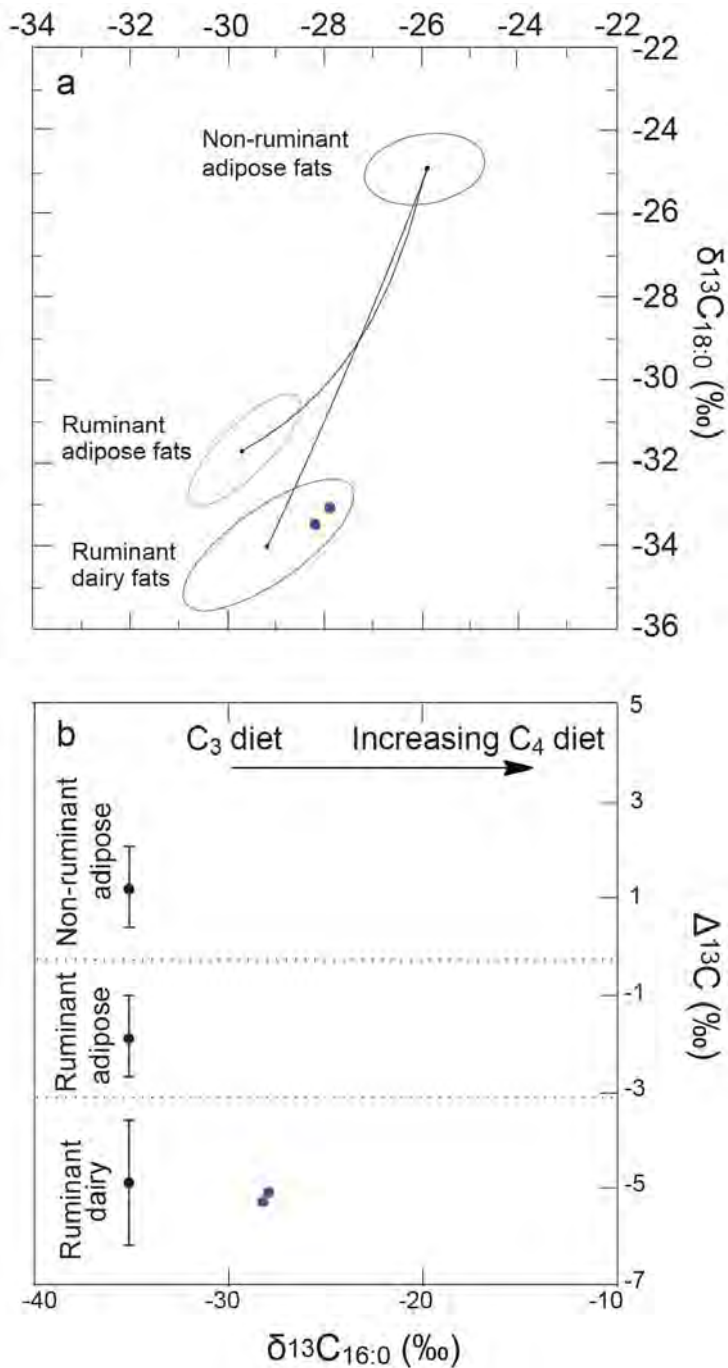 -34 -32 -30 -28 -26 -24 -22
a
-22
-24
-26
-28
-30
-32
-34
-36
Non-ruminant
adipose fats
Ruminant
adipose fats
Ruminant
dairy fats
δ13C18:0 (‰)
b
C3 diet Increasing C4 diet
5
3
1
-1
-3
-5
-7
Non-ruminant
adipose
Ruminant
adipose
Ruminant
dairy
Δ13C (‰)
-40 -30 -20 -10
δ13C16:0 (‰)